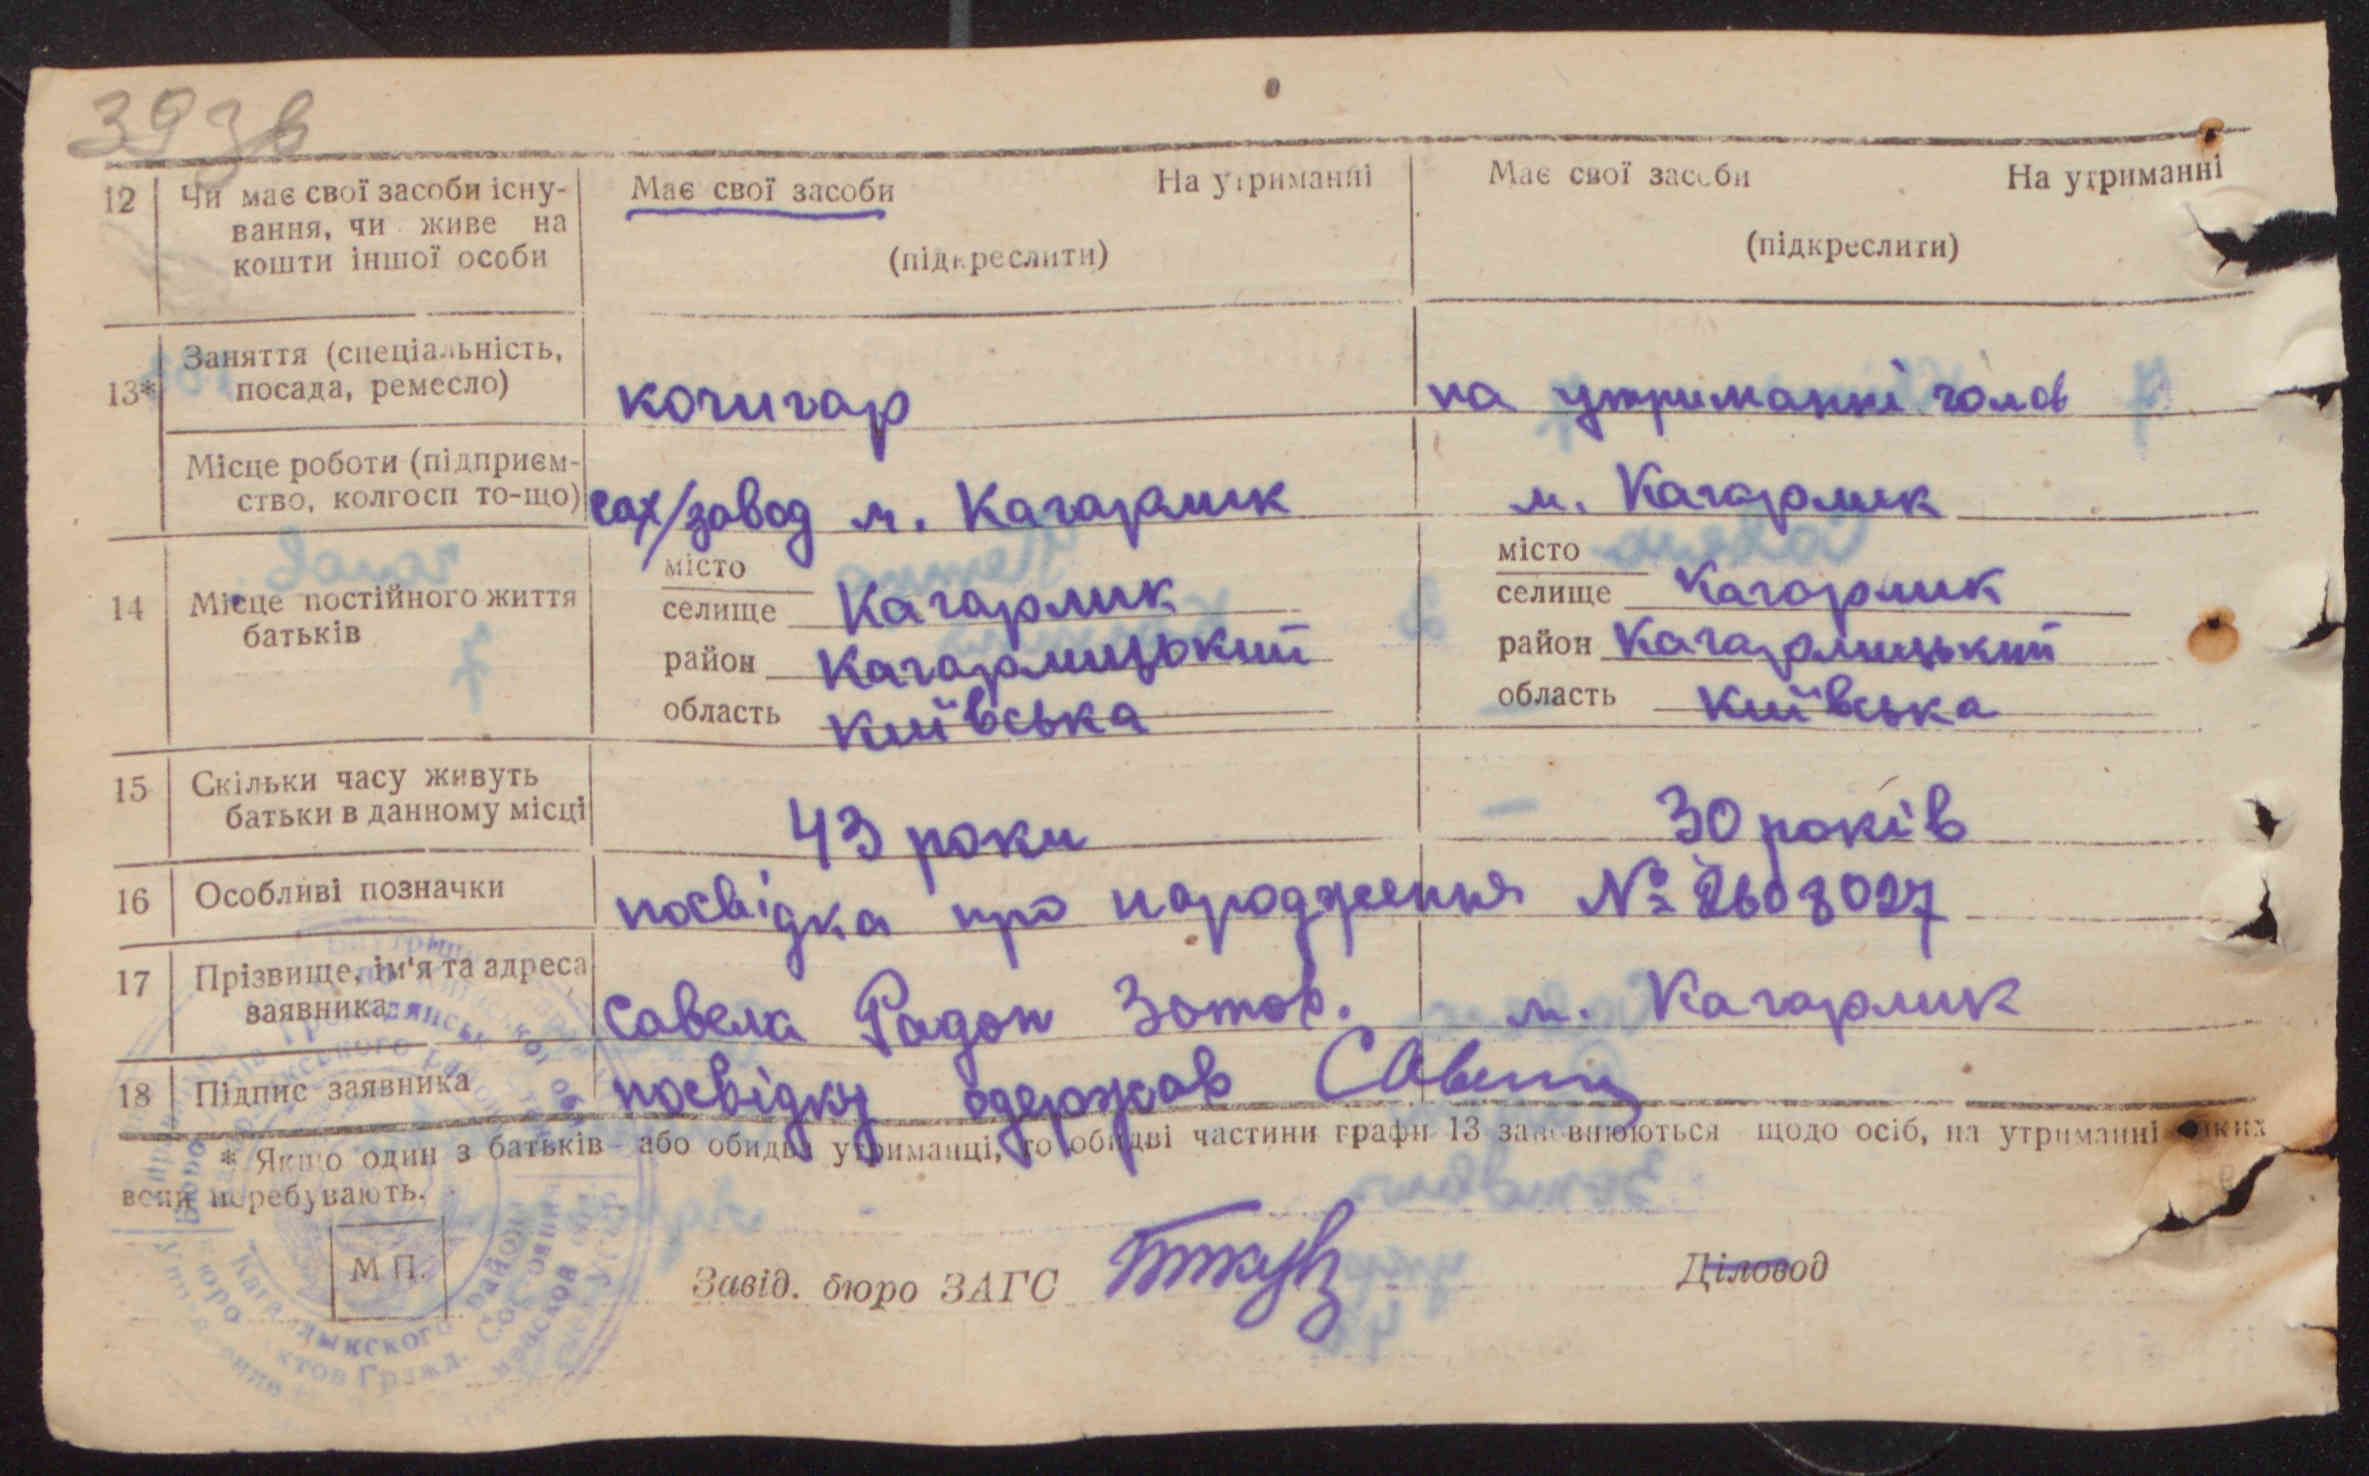 393в
12 Чи має свої засоби існу-
вання, чи живе на
кошти іншої особи
Має свої засоби На утриманні
(підкреслити)
Має свої засоби На утриманні
(підкреслити)
13* Заняття (спеціальність,
посада, ремесло)
кочигар
на утриманні голов
Місце роботи (підприєм-
ство, колгосп то-що)
сах/завод м. Кагарлик
м. Кагарлик
14 Місце постійного життя
батьків
місто
селище Кагарлик
район Кагарлицький
область Київська
місто
селище Кагарлик
район Кагарлицький
область Київська
15 Скільки часу живуть
батьки в данному місці
43 роки
30 років
16 Особливі позначки
посвідка про народження № 2608027
17 Прізвище, ім'я та адреса
заявника
Савела Радон Зотов. м. Кагарлик
18 Підпис заявника
посвідку одержав
* Якщо один з батьків або обидва утриманці, то обидві частини графи 13 заповнюються щодо осіб, на утриманні яких
вони перебувають.
М П.
Завід. бюро ЗАГС
Діловод